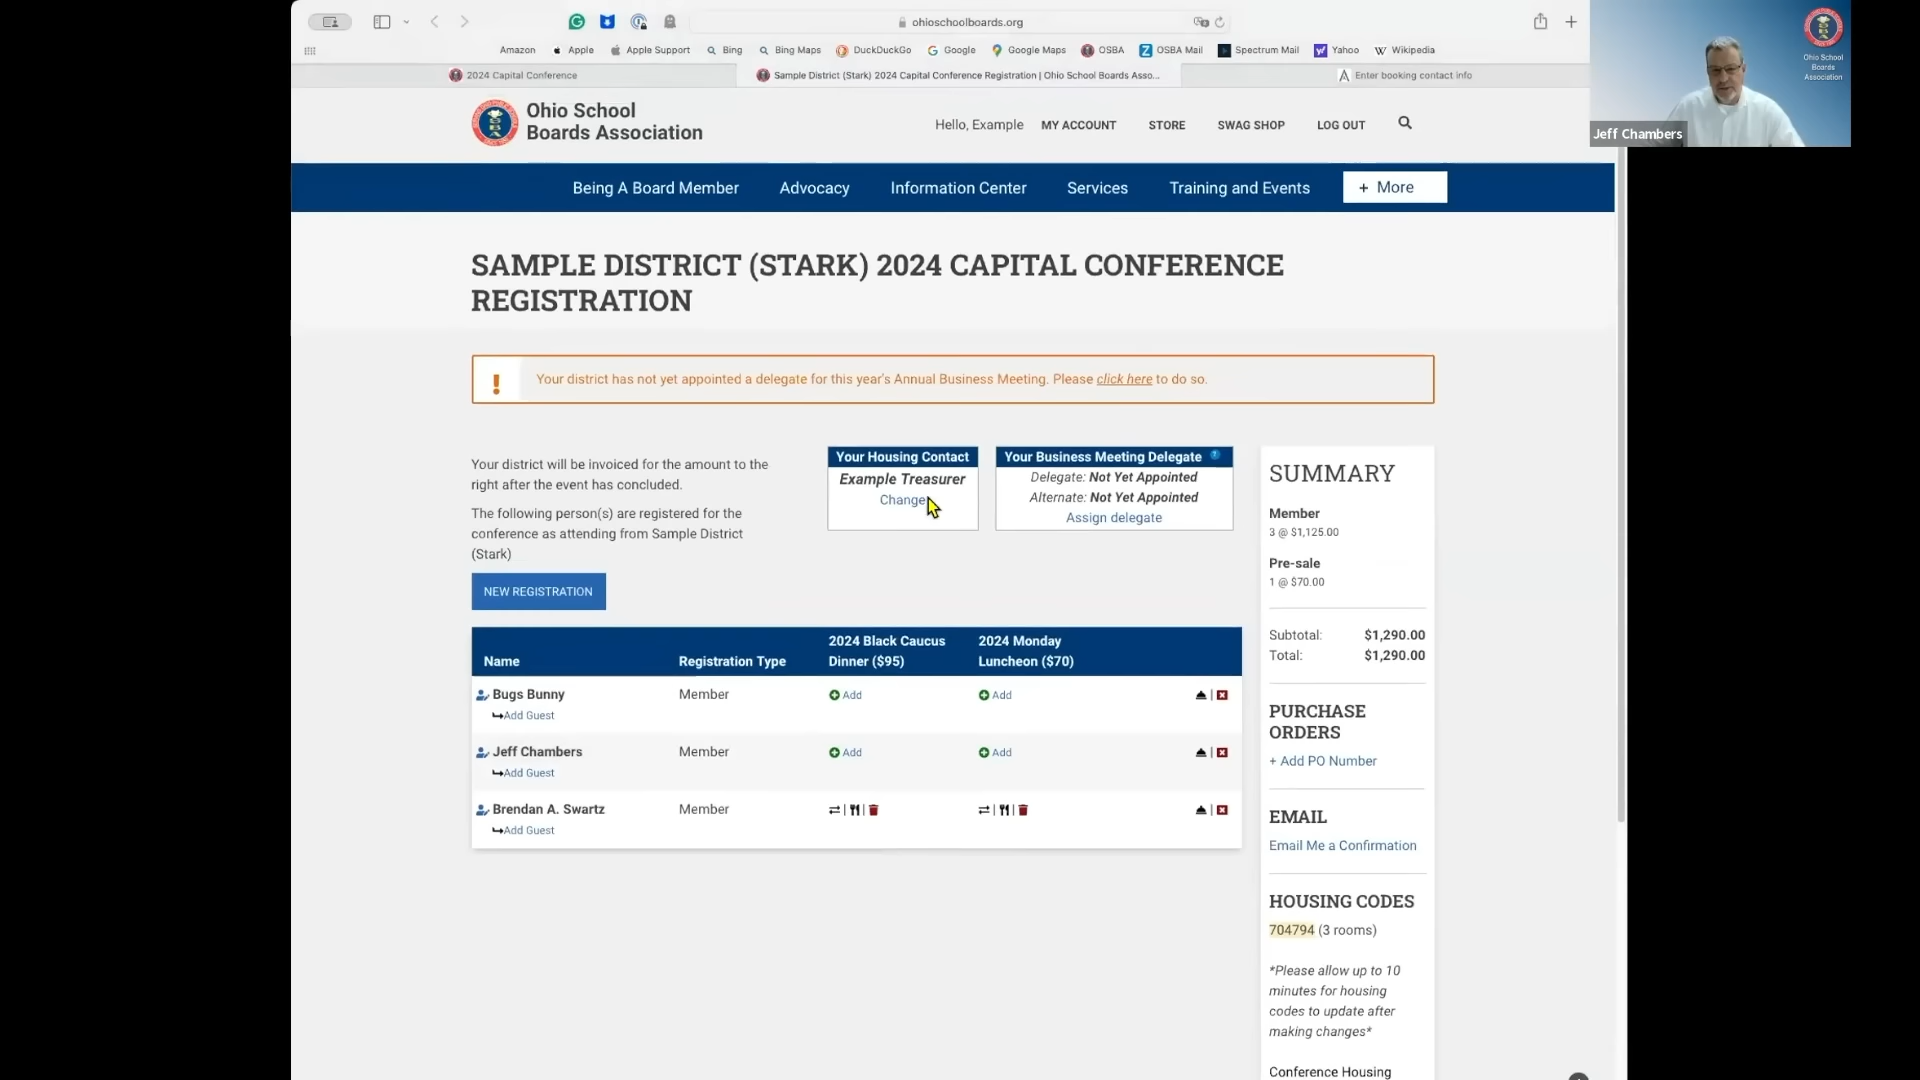 ohioschoolboards.org
Amazon Apple Apple Support Bing Bing Maps DuckDuckGo Google Google Maps OSBA OSBA Mail Spectrum Mail Yahoo Wikipedia
2024 Capital Conference
Sample District (Stark) 2024 Capital Conference Registration | Ohio School Boards Asso...
Enter booking contact info
Ohio School
Boards
Association
Jeff Chambers
Ohio School
Boards Association
Hello, Example MY ACCOUNT STORE SWAG SHOP LOG OUT
Being A Board Member Advocacy Information Center Services Training and Events + More
SAMPLE DISTRICT (STARK) 2024 CAPITAL CONFERENCE
REGISTRATION
! Your district has not yet appointed a delegate for this year's Annual Business Meeting. Please click here to do so.
Your district will be invoiced for the amount to the
right after the event has concluded.
The following person(s) are registered for the
conference as attending from Sample District
(Stark)
NEW REGISTRATION
Your Housing Contact
Example Treasurer
Change
Your Business Meeting Delegate ?
Delegate: Not Yet Appointed
Alternate: Not Yet Appointed
Assign delegate
Name Registration Type 2024 Black Caucus Dinner ($95) 2024 Monday Luncheon ($70)
Bugs Bunny Member Add Add |
Add Guest
Jeff Chambers Member Add Add |
Add Guest
Brendan A. Swartz Member | | | | |
Add Guest
SUMMARY
Member
3 @ $1,125.00
Pre-sale
1 @ $70.00
Subtotal: $1,290.00
Total: $1,290.00
PURCHASE
ORDERS
+ Add PO Number
EMAIL
Email Me a Confirmation
HOUSING CODES
704794 (3 rooms)
*Please allow up to 10
minutes for housing
codes to update after
making changes*
Conference Housing